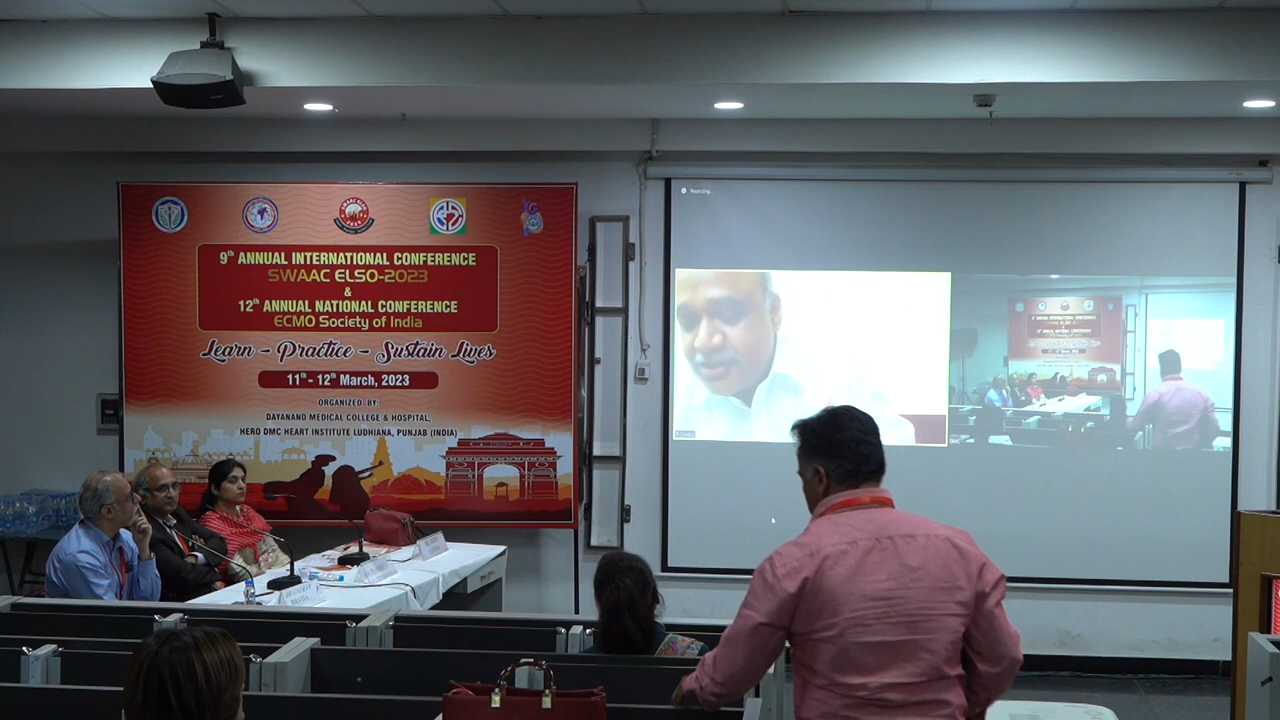 9th ANNUAL INTERNATIONAL CONFERENCE
SWAAC ELSO-2023
&
12th ANNUAL NATIONAL CONFERENCE
ECMO Society of India
Learn - Practice - Sustain Lives
11th - 12th March, 2023
ORGANIZED BY:
DAYANAND MEDICAL COLLEGE & HOSPITAL,
HERO DMC HEART INSTITUTE LUDHIANA, PUNJAB (INDIA)
Recording...